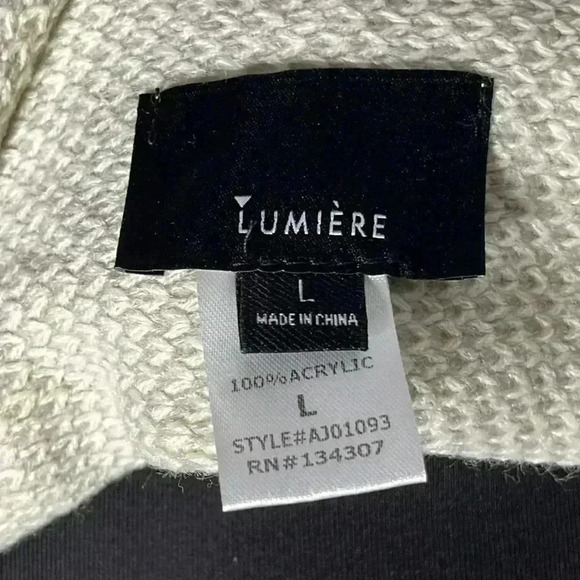 LUMIÈRE
L
MADE IN CHINA
100% ACRYLIC
L
STYLE#AJ01093
RN#134307